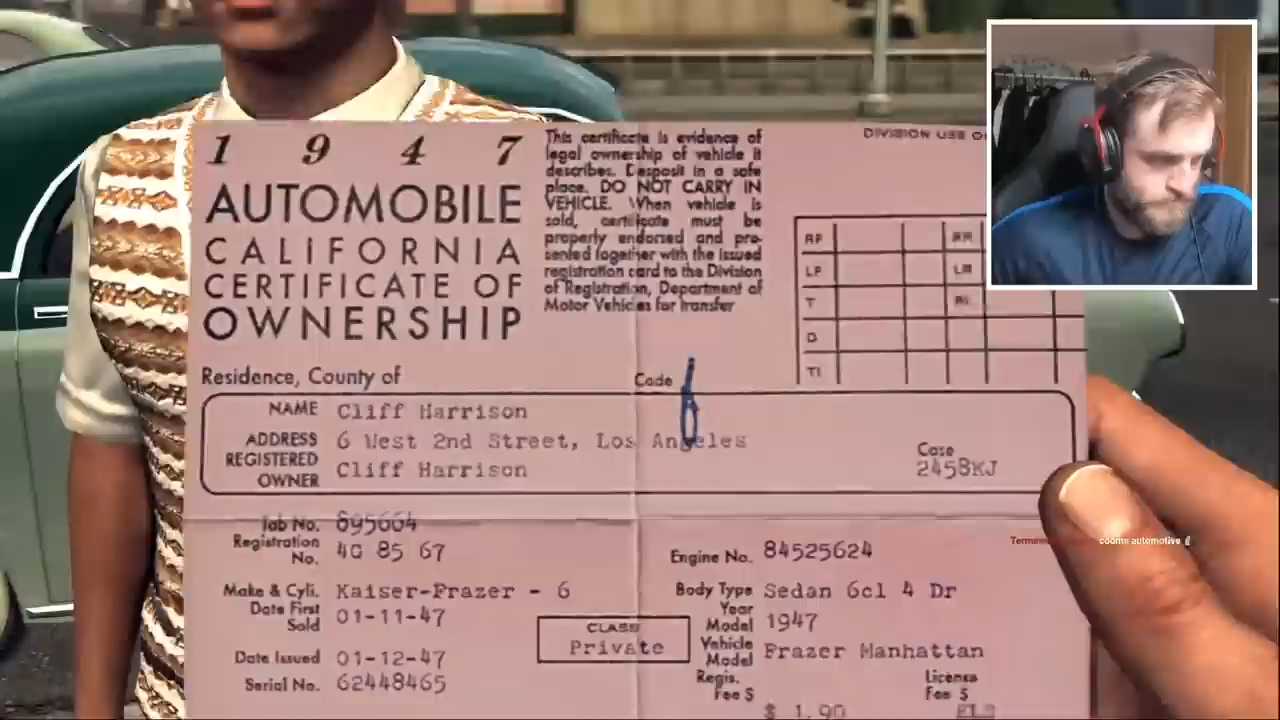 1 9 4 7
AUTOMOBILE
CALIFORNIA
CERTIFICATE OF
OWNERSHIP
This certificate is evidence of
legal ownership of vehicle it
describes. Desposit in a safe
place. DO NOT CARRY IN
VEHICLE. When vehicle is
sold, certificate must be
properly endorsed and pre-
sented together with the issued
registration card to the Division
of Registration, Department of
Motor Vehicles for transfer
DIVISION USE
RF RR
LF LR
T
D
TI
Residence, County of
Code 6
NAME Cliff Harrison
ADDRESS 6 West 2nd Street, Los Angeles
REGISTERED OWNER Cliff Harrison
Case
2458KJ
Tab No. 895664
Registration No. 40 85 67
Engine No. 84525624
Make & Cyli. Kaiser-Frazer - 6
Body Type Sedan 6cl 4 Dr
Date First Sold 01-11-47
Year Model 1947
CLASS
Private
Vehicle Model Frazer Manhattan
Date Issued 01-12-47
Serial No. 62448465
Regis. Fee $ $ 1.90
License Fee $
automotive